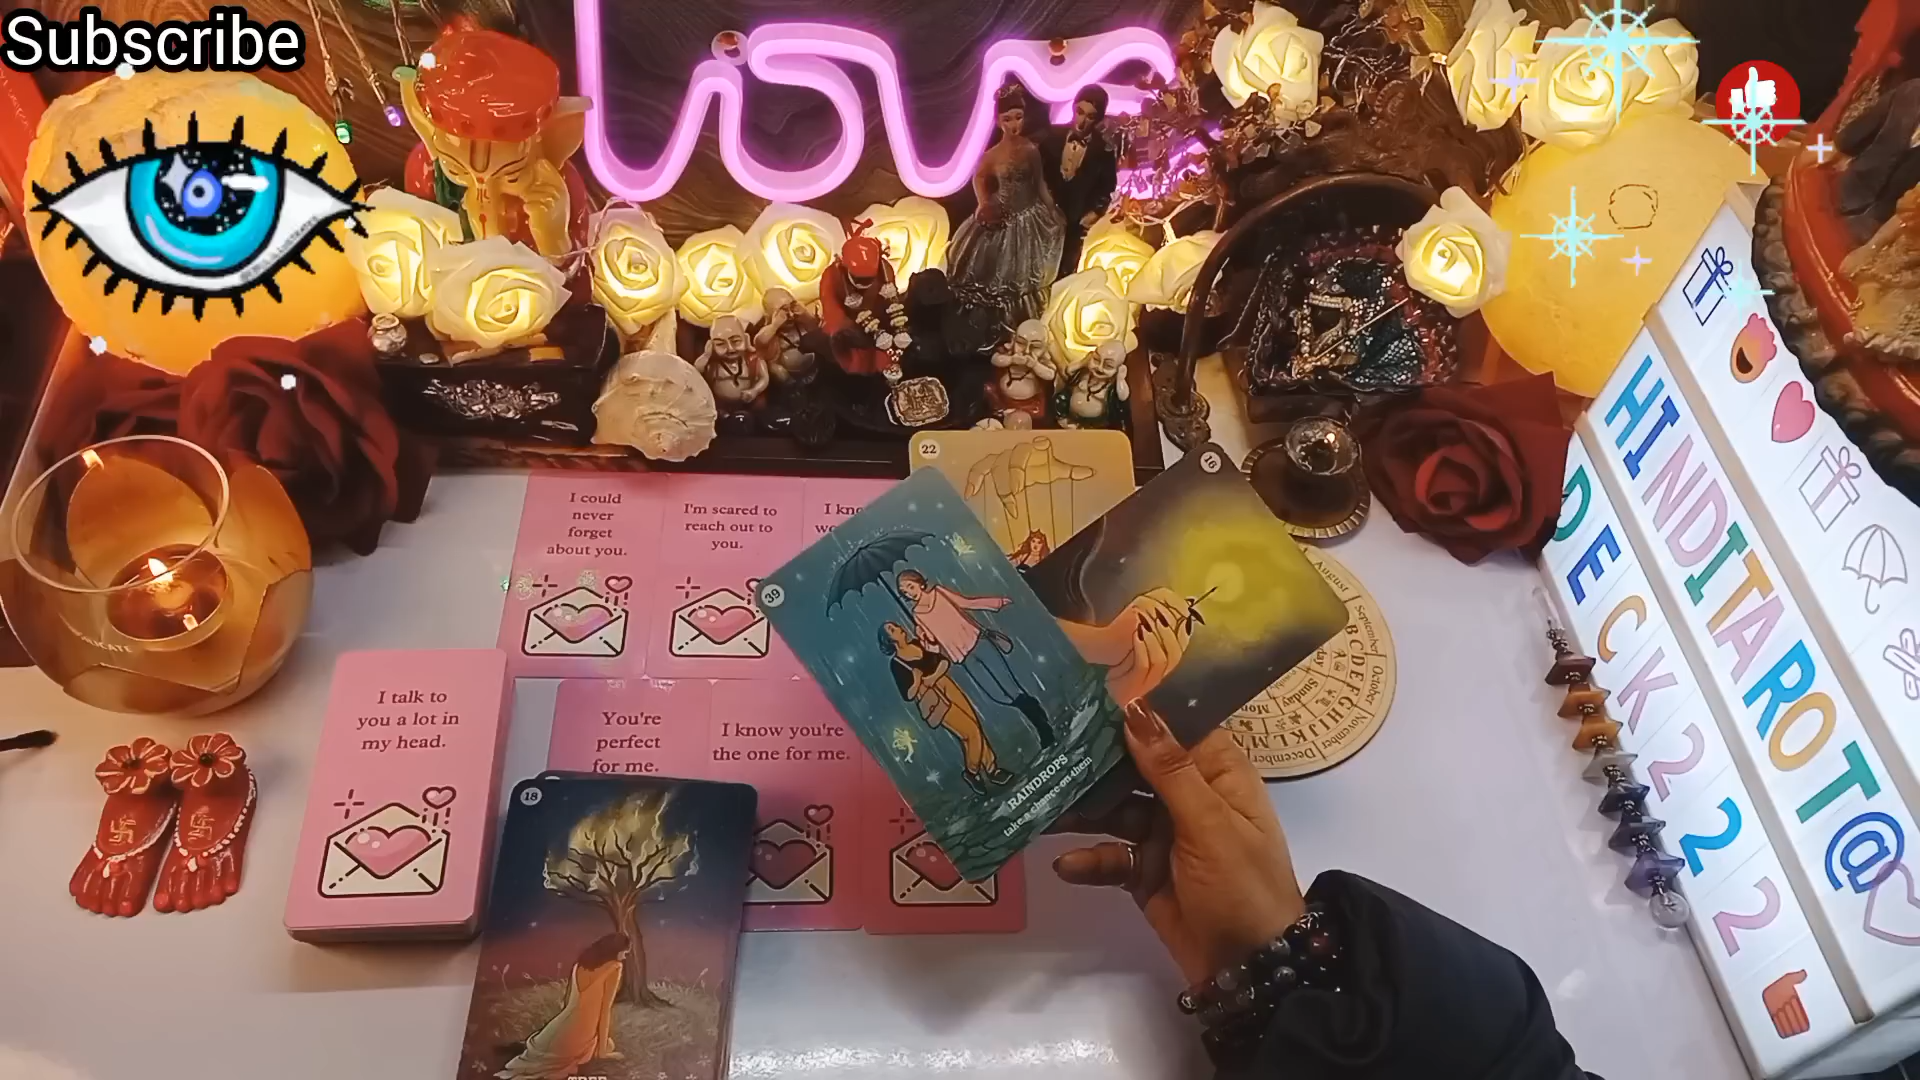 Subscribe
love
22
16
I could
never
forget
about you.
I'm scared to
reach out to
you.
39
RAINDROPS
take a chance on them
August
September
October
November
December
Sunday
B C D E F G H I J K L M N
I talk to
you a lot in
my head.
You're
perfect
for me.
I know you're
the one for me.
18
TREE
HINDITAROT@
DECK222